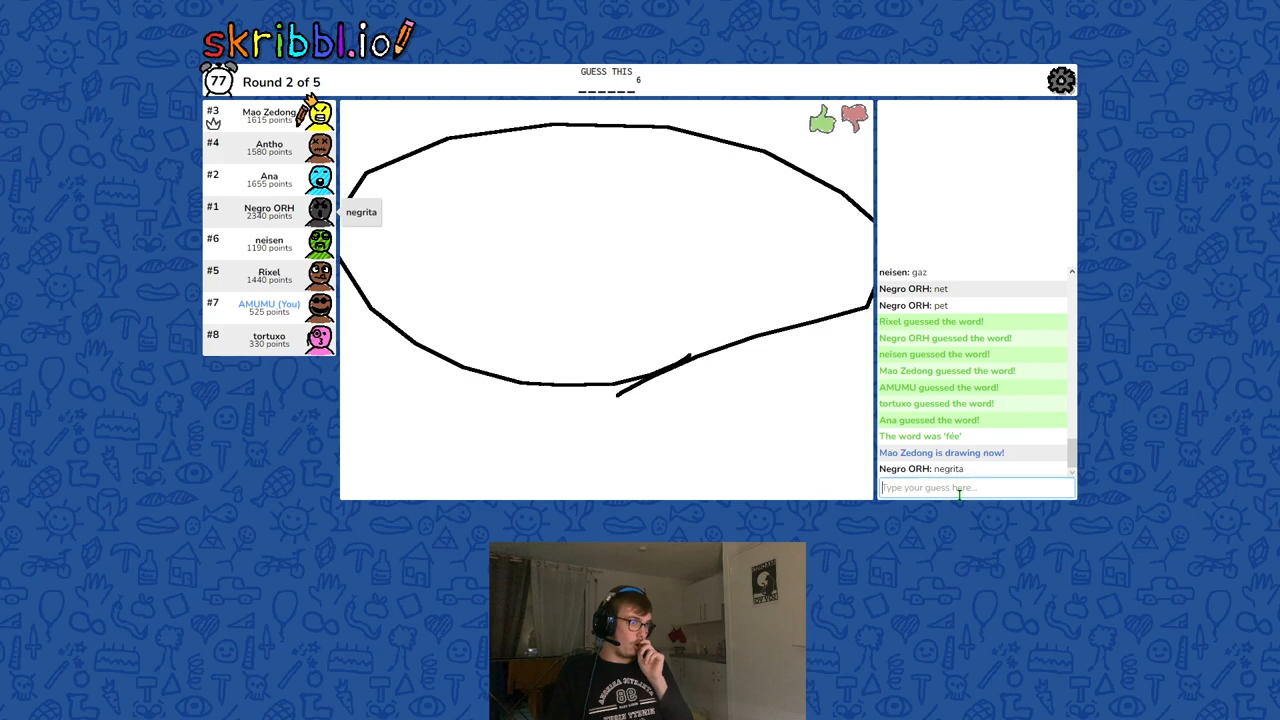 skribbl.io
77
Round 2 of 5
GUESS THIS
______ 6
#3 Mao Zedong
1615 points
#4 Antho
1580 points
#2 Ana
1655 points
#1 Negro ORH
2340 points
negrita
#6 neisen
1190 points
#5 Rixel
1440 points
#7 AMUMU (You)
525 points
#8 tortuxo
330 points
neisen: gaz
Negro ORH: net
Negro ORH: pet
Rixel guessed the word!
Negro ORH guessed the word!
neisen guessed the word!
Mao Zedong guessed the word!
AMUMU guessed the word!
tortuxo guessed the word!
Ana guessed the word!
The word was 'fée'
Mao Zedong is drawing now!
Negro ORH: negrita
Type your guess here...